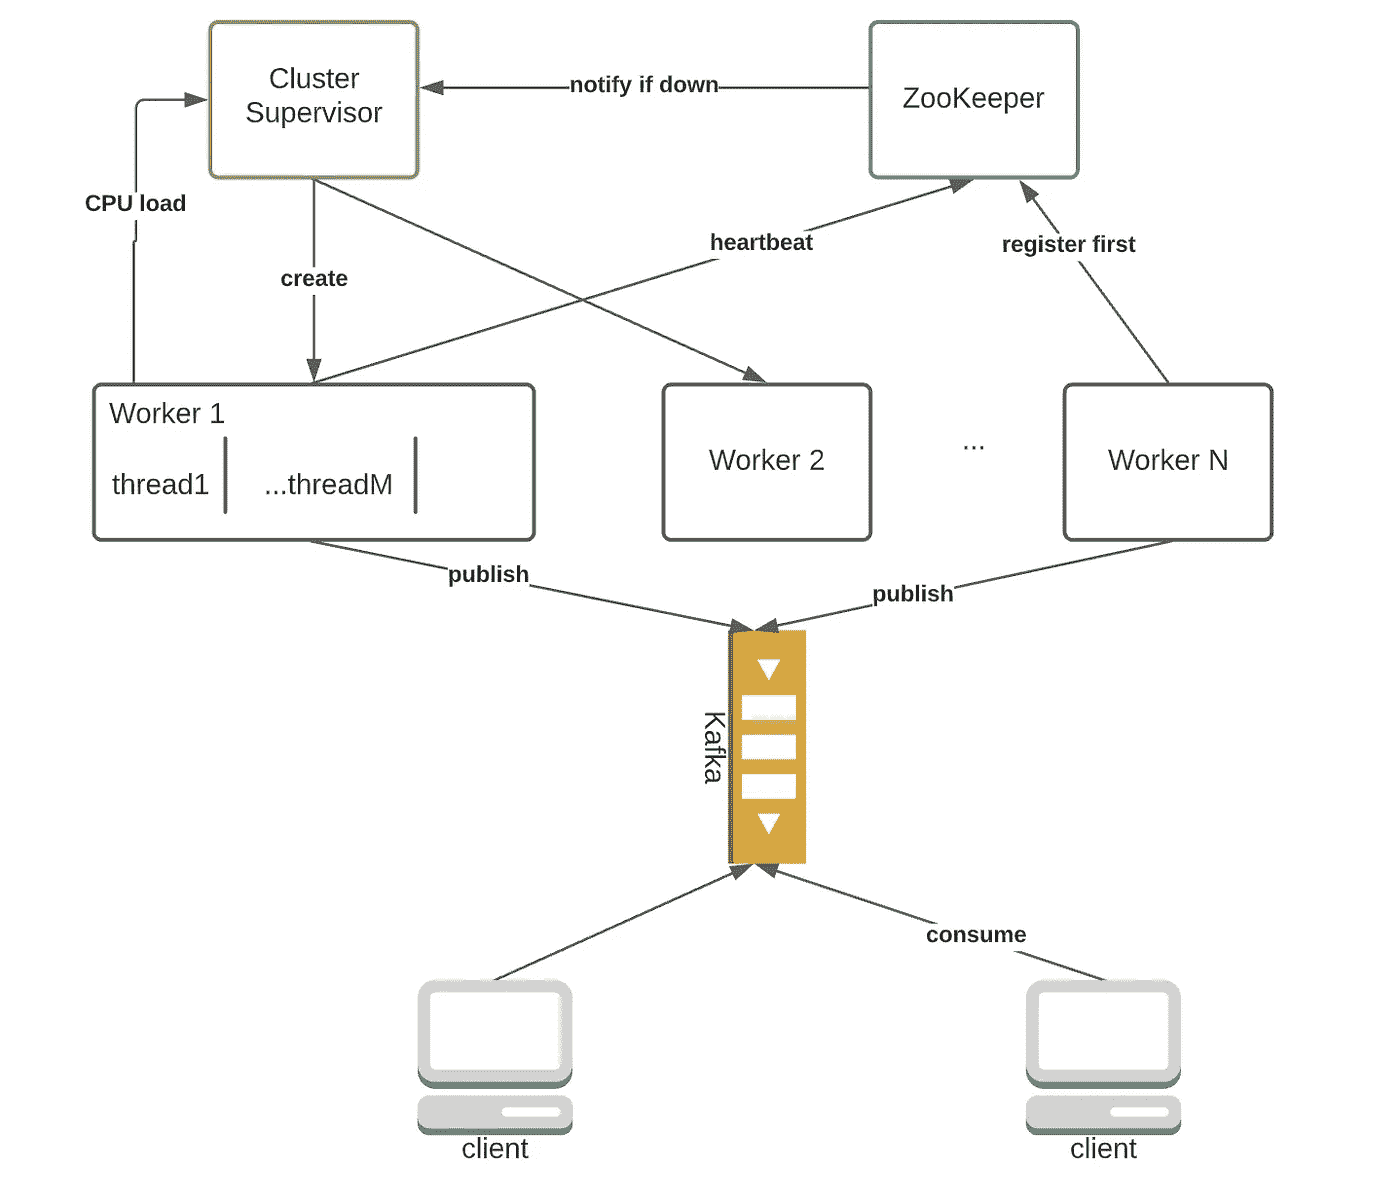 Cluster
Supervisor
notify if down
ZooKeeper
CPU load
heartbeat
register first
create
Worker 1
thread1
...threadM
Worker 2
...
Worker N
publish
publish
Kafka
consume
client
client